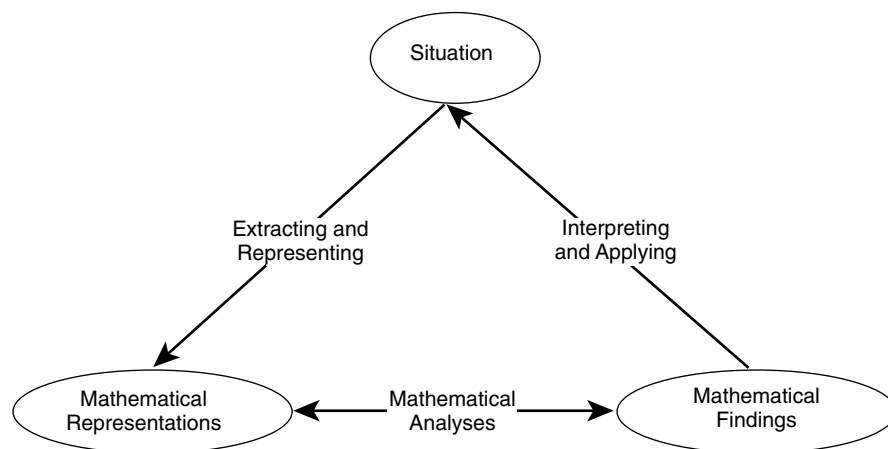 Situation
Extracting and
Representing
Interpreting
and Applying
Mathematical
Representations
Mathematical
Analyses
Mathematical
Findings